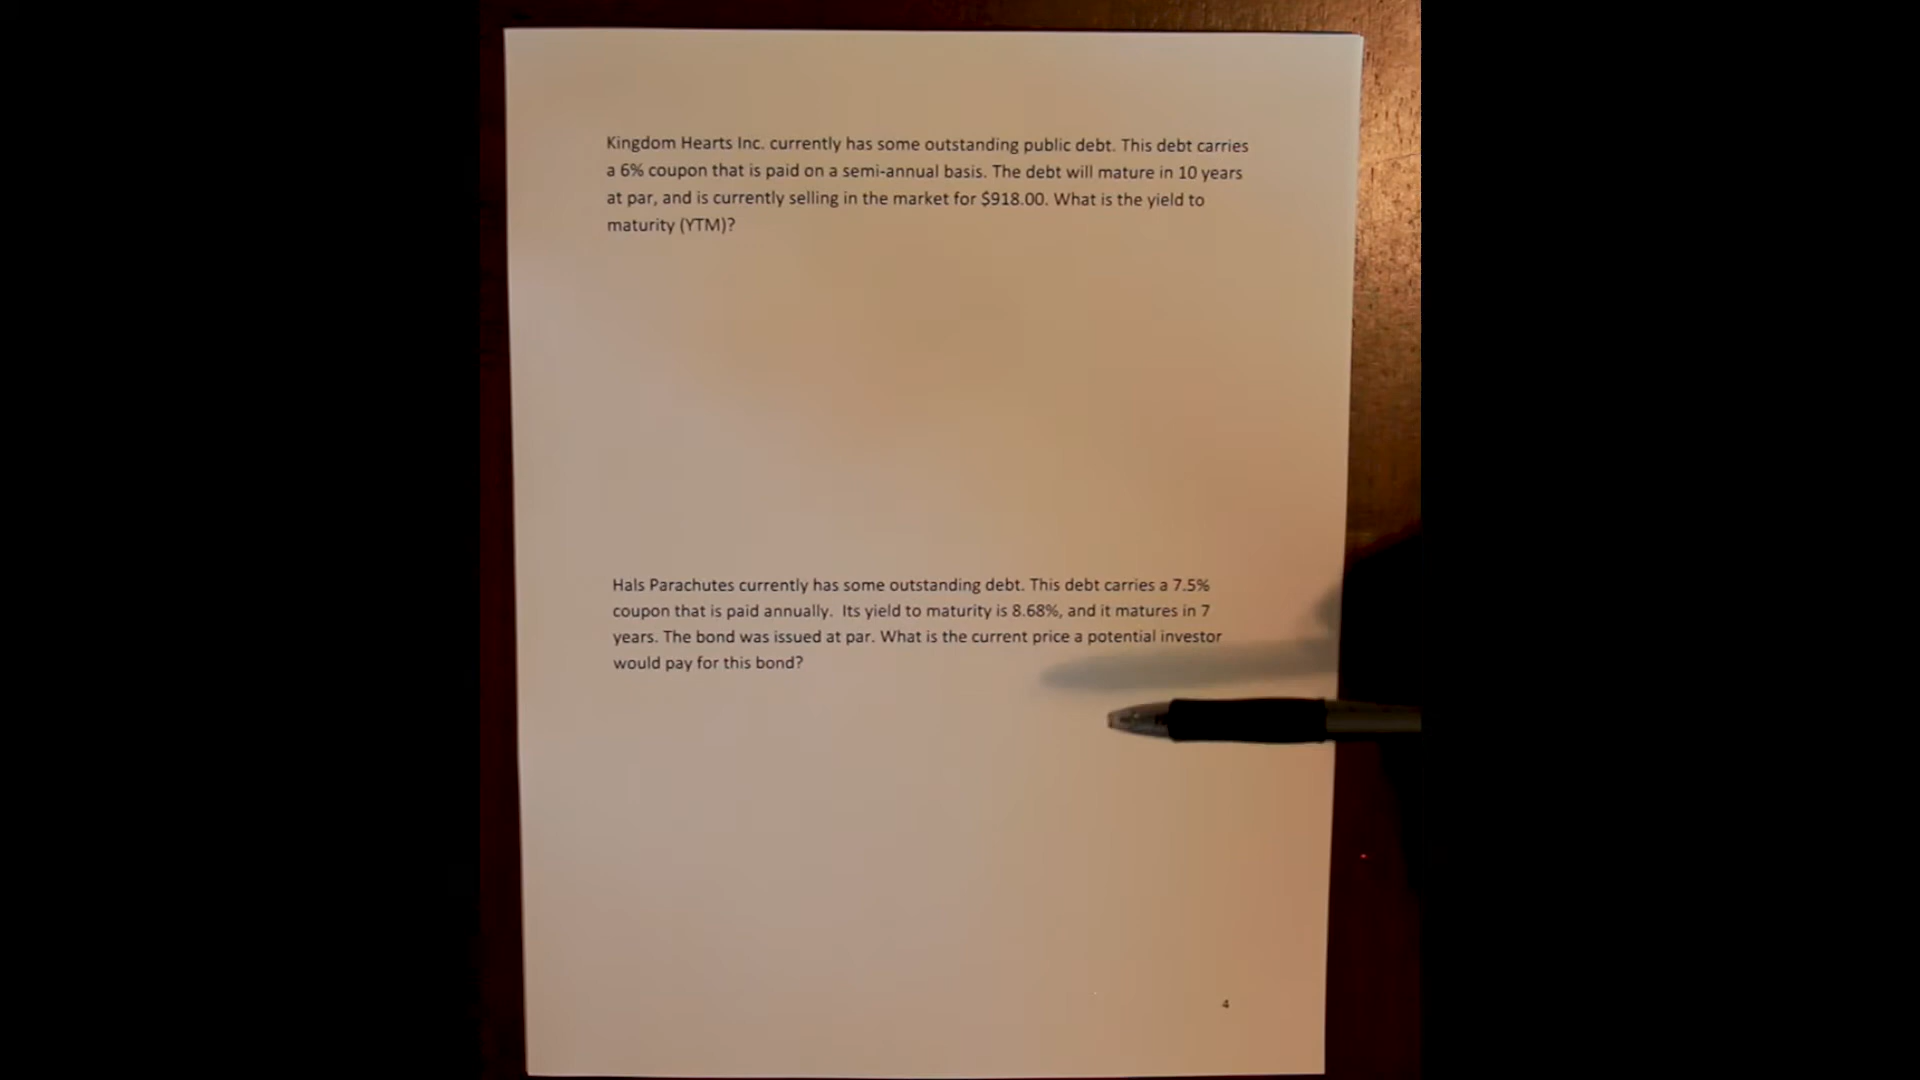 Kingdom Hearts Inc. currently has some outstanding public debt. This debt carries
a 6% coupon that is paid on a semi-annual basis. The debt will mature in 10 years
at par, and is currently selling in the market for $918.00. What is the yield to
maturity (YTM)?
Hals Parachutes currently has some outstanding debt. This debt carries a 7.5%
coupon that is paid annually.  Its yield to maturity is 8.68%, and it matures in 7
years. The bond was issued at par. What is the current price a potential investor
would pay for this bond?
4